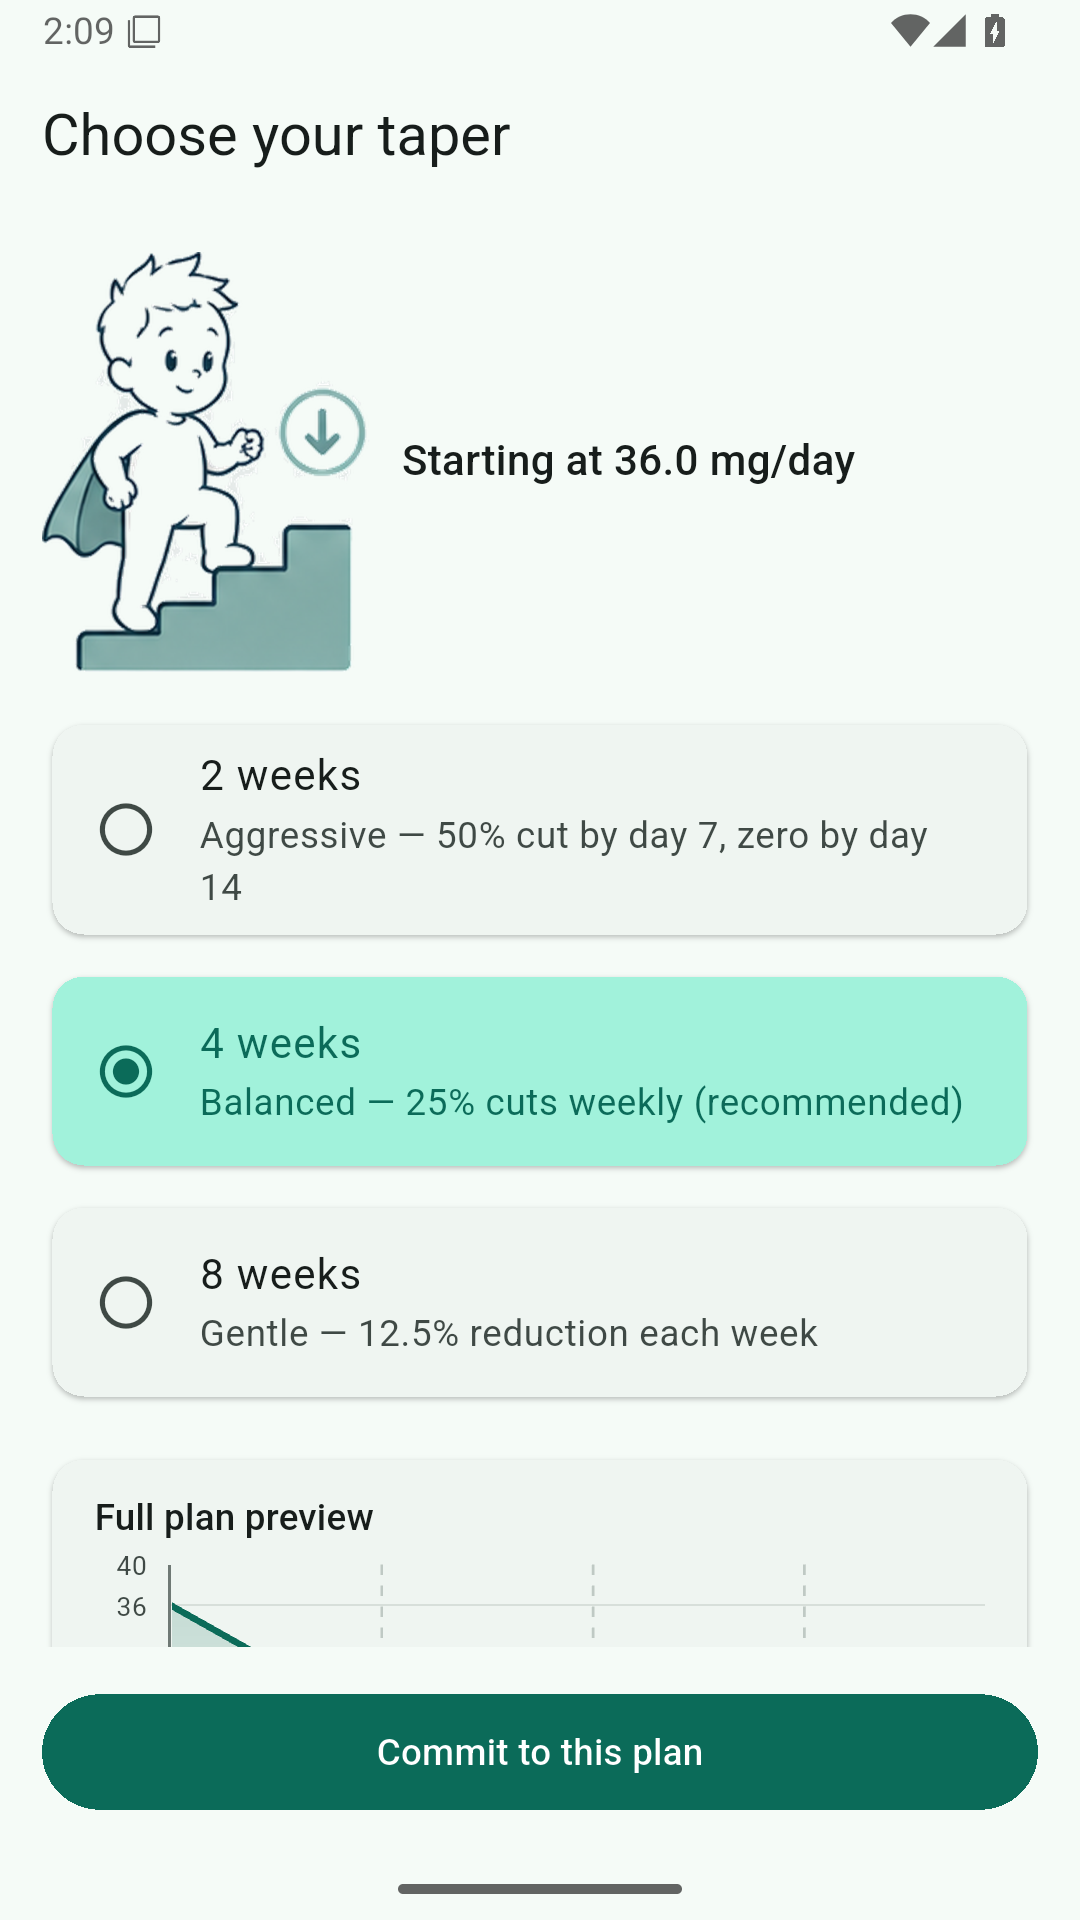 2:09
Choose your taper
Starting at 36.0 mg/day
2 weeks
Aggressive — 50% cut by day 7, zero by day
14
4 weeks
Balanced — 25% cuts weekly (recommended)
8 weeks
Gentle — 12.5% reduction each week
Full plan preview
40
36
Commit to this plan